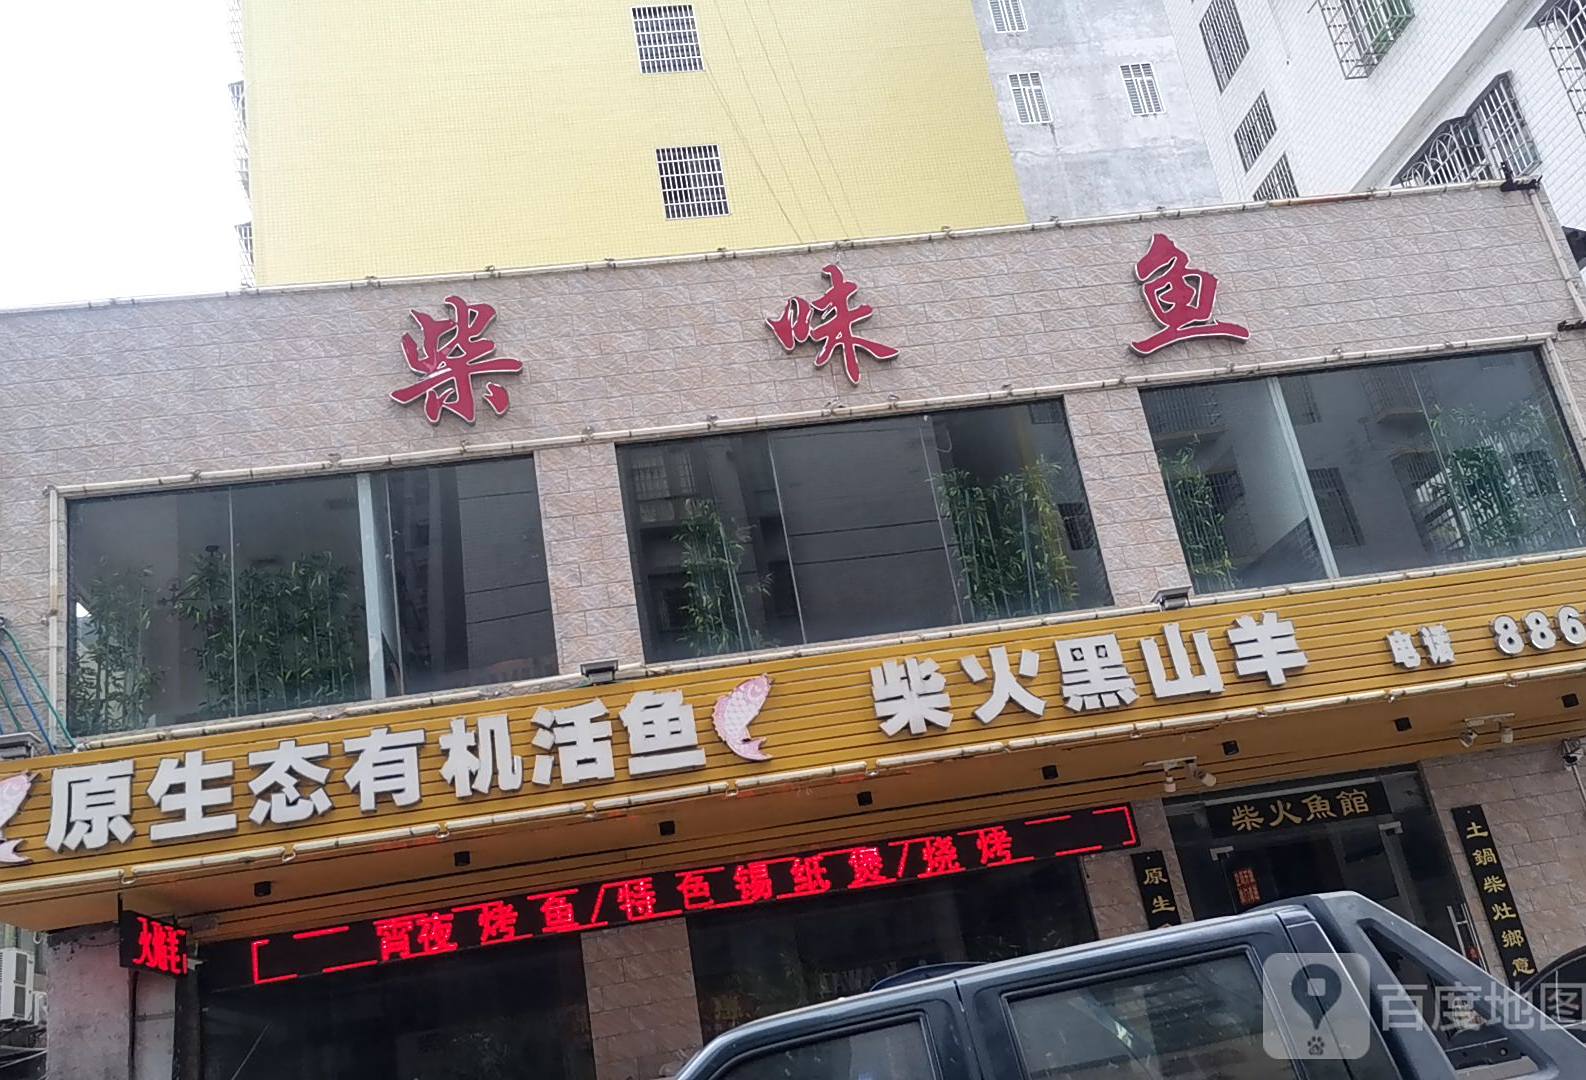 柴味鱼
原生态有机活鱼 柴火黑山羊 电话 886
宵夜烤鱼/特色锡纸煲/烧烤
柴火魚館
原生
土鍋柴灶鄉意
百度地图